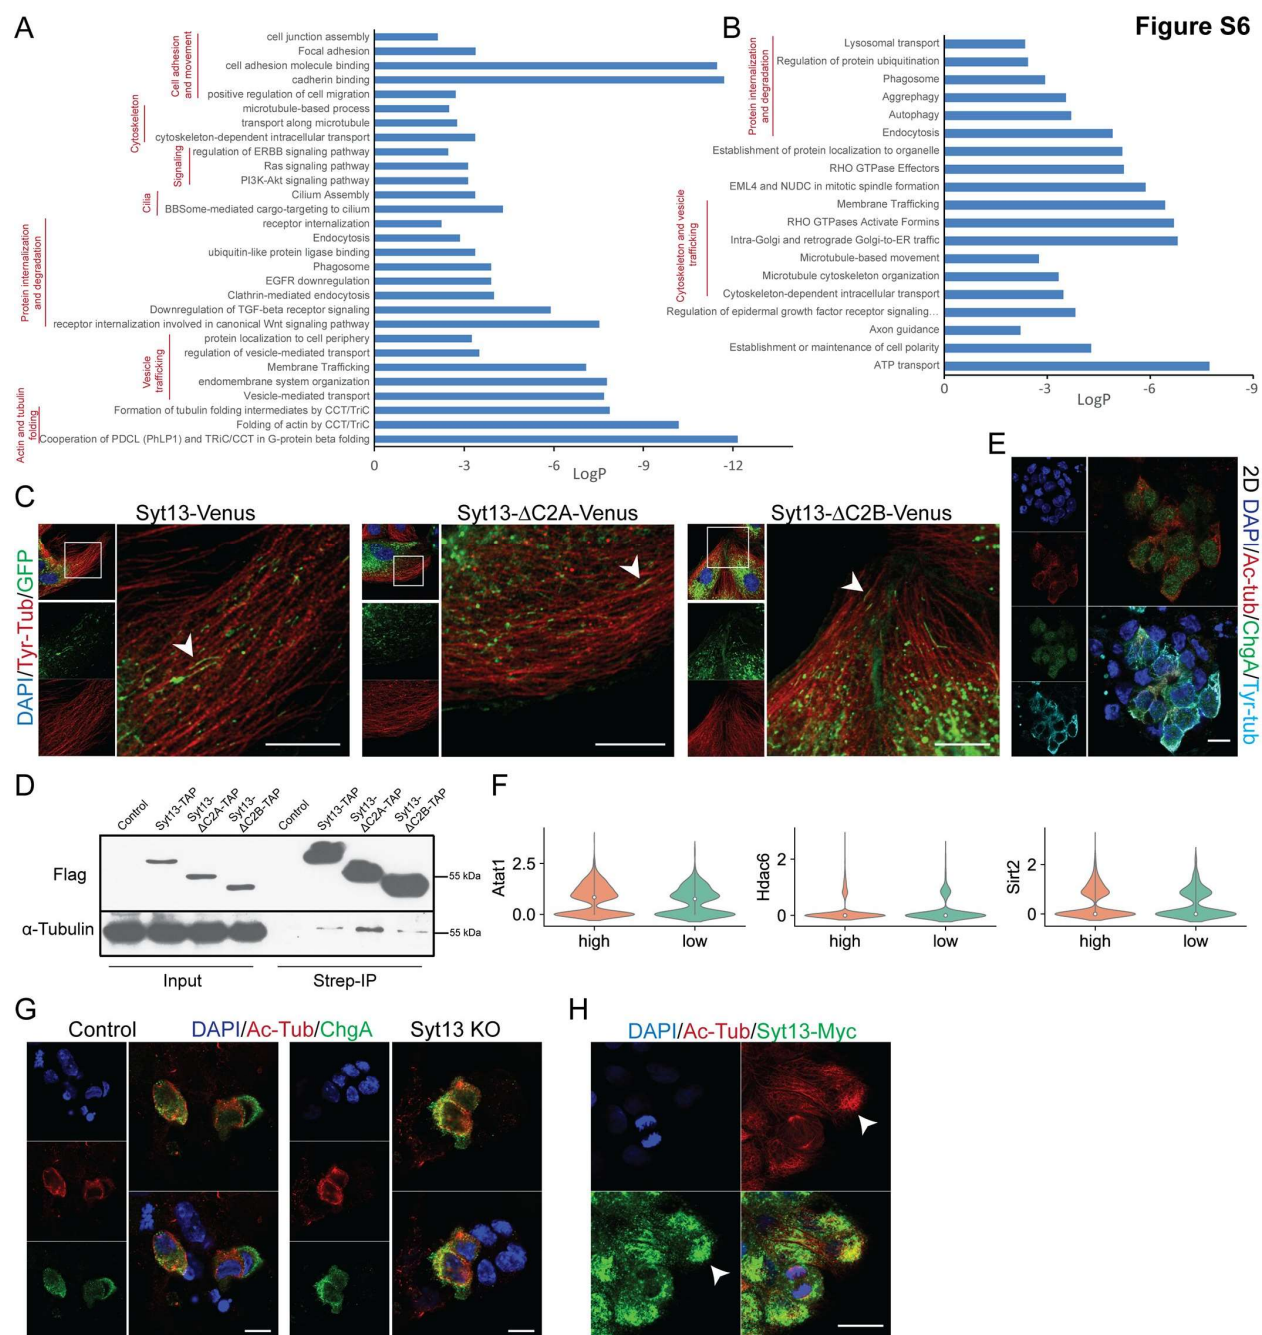 Figure S6
A
Cell adhesion
and movement
cell junction assembly
Focal adhesion
cell adhesion molecule binding
cadherin binding
positive regulation of cell migration
Cytoskeleton
microtubule-based process
transport along microtubule
cytoskeleton-dependent intracellular transport
Signaling
regulation of ERBB signaling pathway
Ras signaling pathway
PI3K-Akt signaling pathway
Cilia
Cilium Assembly
BBSome-mediated cargo-targeting to cilium
Protein internalization
and degradation
receptor internalization
Endocytosis
ubiquitin-like protein ligase binding
Phagosome
EGFR downregulation
Clathrin-mediated endocytosis
Downregulation of TGF-beta receptor signaling
receptor internalization involved in canonical Wnt signaling pathway
Vesicle
trafficking
protein localization to cell periphery
regulation of vesicle-mediated transport
Membrane Trafficking
endomembrane system organization
Vesicle-mediated transport
Actin and tubulin
folding
Formation of tubulin folding intermediates by CCT/TriC
Folding of actin by CCT/TriC
Cooperation of PDCL (PhLP1) and TRiC/CCT in G-protein beta folding
0 -3 -6 -9 -12
LogP
B
Protein internalization
and degradation
Lysosomal transport
Regulation of protein ubiquitination
Phagosome
Aggrephagy
Autophagy
Endocytosis
Establishment of protein localization to organelle
RHO GTPase Effectors
EML4 and NUDC in mitotic spindle formation
Cytoskeleton and vesicle
trafficking
Membrane Trafficking
RHO GTPases Activate Formins
Intra-Golgi and retrograde Golgi-to-ER traffic
Microtubule-based movement
Microtubule cytoskeleton organization
Cytoskeleton-dependent intracellular transport
Regulation of epidermal growth factor receptor signaling...
Axon guidance
Establishment or maintenance of cell polarity
ATP transport
0 -3 -6 -9
LogP
C
Syt13-Venus
Syt13-ΔC2A-Venus
Syt13-ΔC2B-Venus
DAPI/Tyr-Tub/GFP
E
2D DAPI/Ac-tub/ChgA/Tyr-tub
D
Control
Syt13-TAP
Syt13-
ΔC2A-TAP
Syt13-
ΔC2B-TAP
Control
Syt13-TAP
Syt13-
ΔC2A-TAP
Syt13-
ΔC2B-TAP
Flag
55 kDa
α-Tubulin
55 kDa
Input
Strep-IP
F
Atat1
2.5
0.0
high low
Hdac6
2
0
high low
Sirt2
2
0
high low
G
Control
DAPI/Ac-Tub/ChgA
Syt13 KO
H
DAPI/Ac-Tub/Syt13-Myc